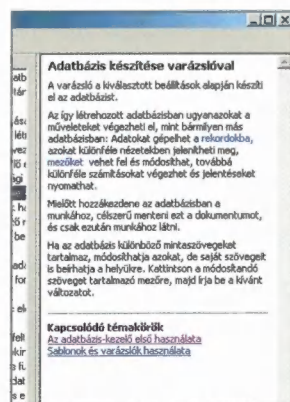 Adatbázis készítése varázslóval
A varázsló a kiválasztott beállítások alapján készíti
el az adatbázist.
Az így létrehozott adatbázisban ugyanazokat a
műveleteket végezheti el, mint bármilyen más
adatbázisban: Adatokat gépelhet a rekordokba,
azokat különféle nézetekben jelenítheti meg,
mezőket vehet fel és módosíthat, továbbá
különféle számításokat végezhet és jelentéseket
nyomathat.
Mielőtt hozzákezdene az adatbázisban a
munkához, célszerű menteni ezt a dokumentumot,
és csak ezután munkához látni.
Ha az adatbázis különböző mintaszövegeket
tartalmaz, módosíthatja azokat, de saját szövegeit
is beírhatja a helyükre. Kattintson a módosítandó
szöveget tartalmazó mezőre, majd írja be a kívánt
változatot.
Kapcsolódó témakörök
Az adatbázis-kezelő első használata
Sablonok és varázslók használata